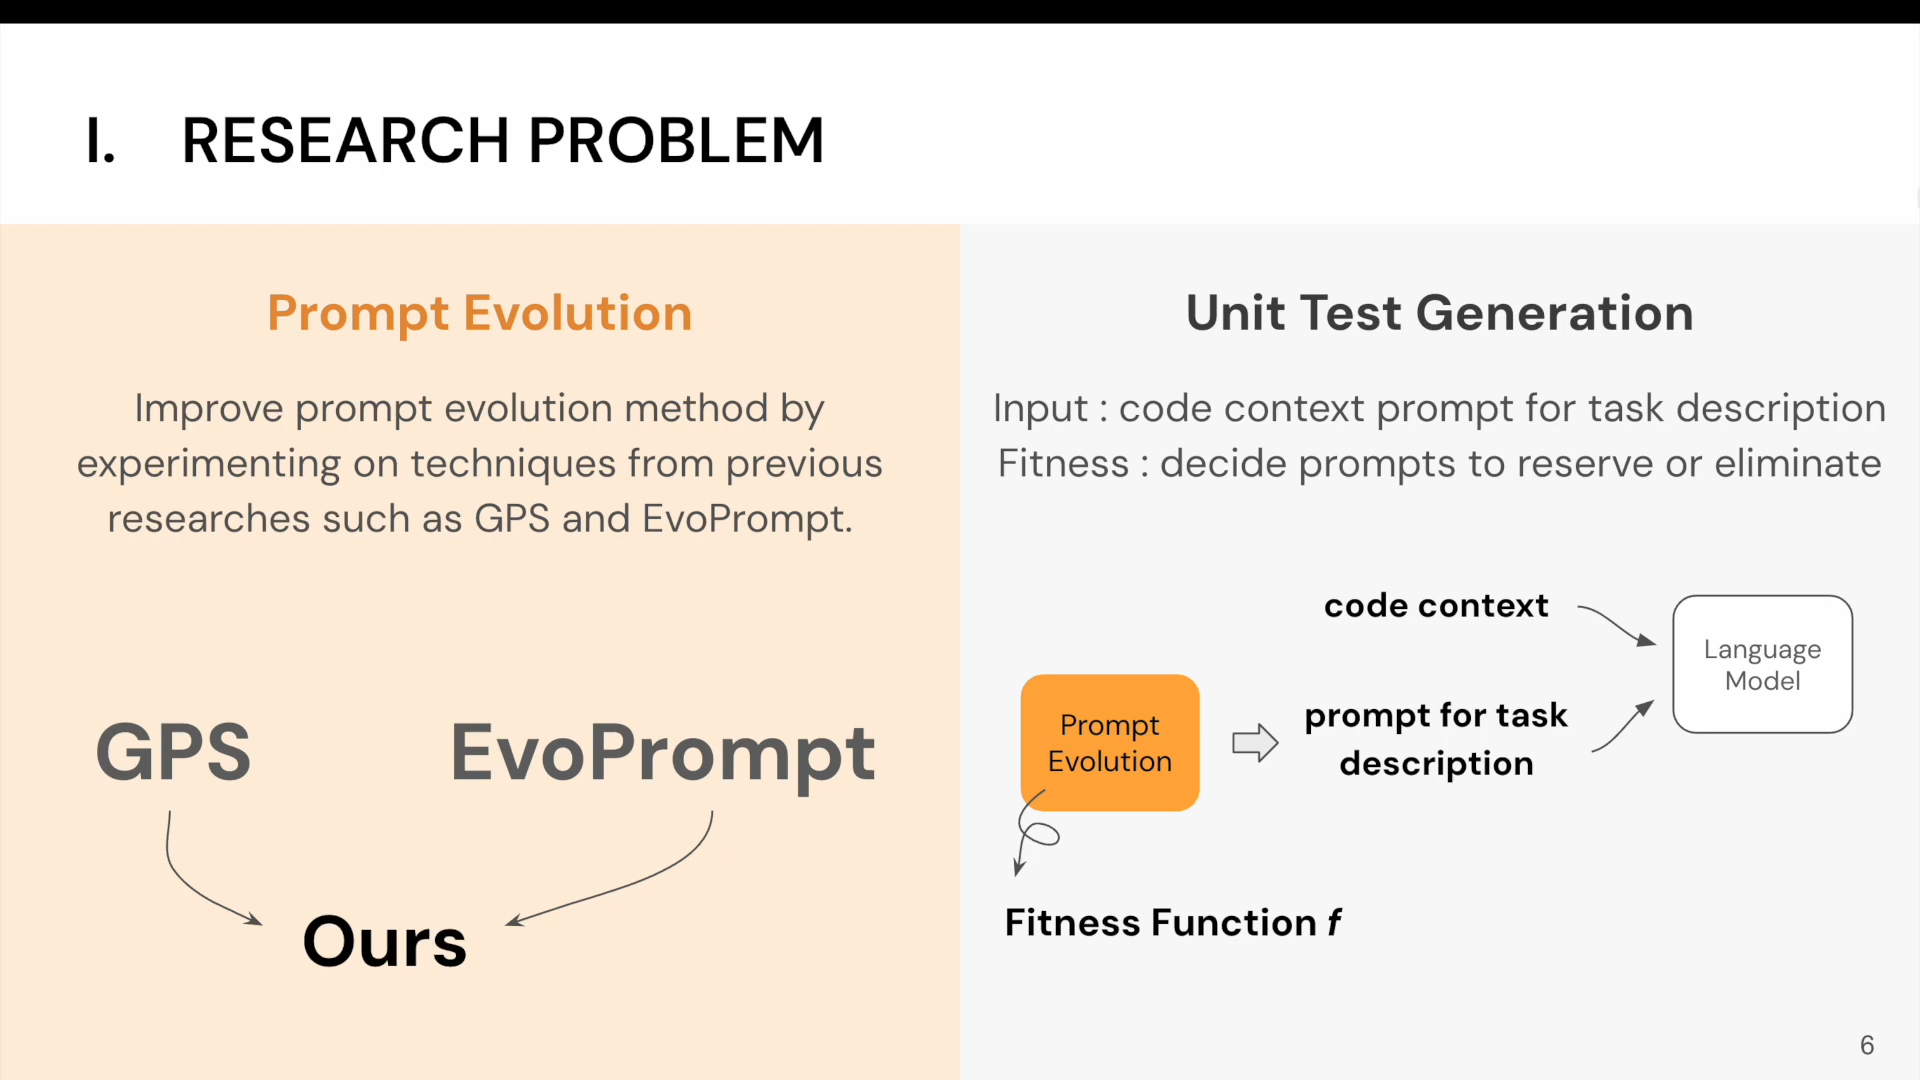 I. RESEARCH PROBLEM
Prompt Evolution
Improve prompt evolution method by
experimenting on techniques from previous
researches such as GPS and EvoPrompt.
GPS
EvoPrompt
Ours
Unit Test Generation
Input : code context prompt for task description
Fitness : decide prompts to reserve or eliminate
code context
Language
Model
Prompt
Evolution
prompt for task
description
Fitness Function f
6